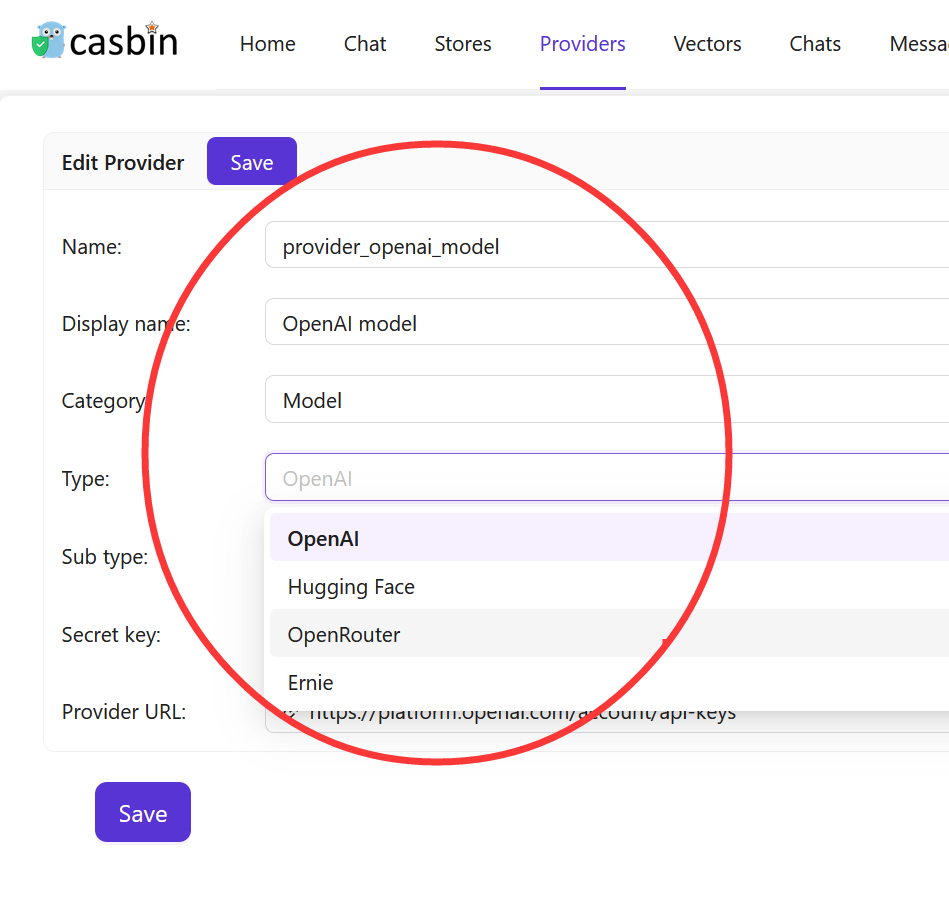 casbin
Home Chat Stores Providers Vectors Chats Messa
Edit Provider Save
Name: provider_openai_model
Display name: OpenAI model
Category Model
Type: OpenAI
OpenAI
Sub type:
Hugging Face
Secret key: OpenRouter
Ernie
Provider URL: https://platform.openai.com/account/api-keys
Save